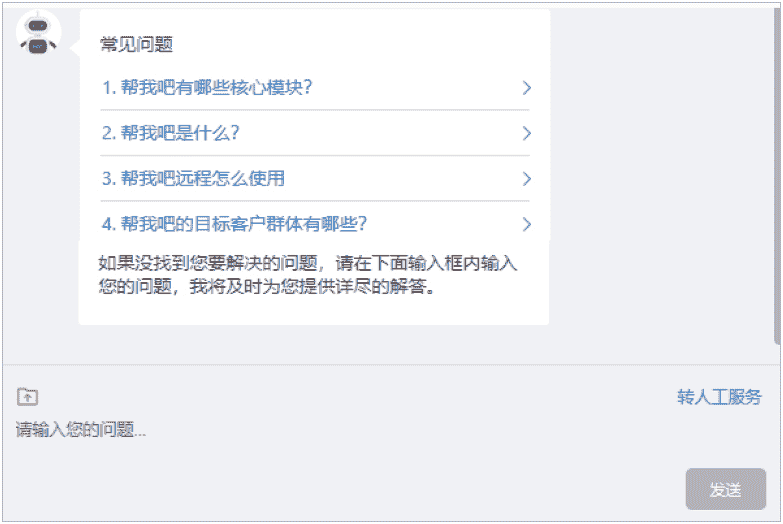 常见问题
1. 帮我吧有哪些核心模块?
2. 帮我吧是什么?
3. 帮我吧远程怎么使用
4. 帮我吧的目标客户群体有哪些?
如果没找到您要解决的问题，请在下面输入框内输入
您的问题，我将及时为您提供详尽的解答。
转人工服务
请输入您的问题...
发送